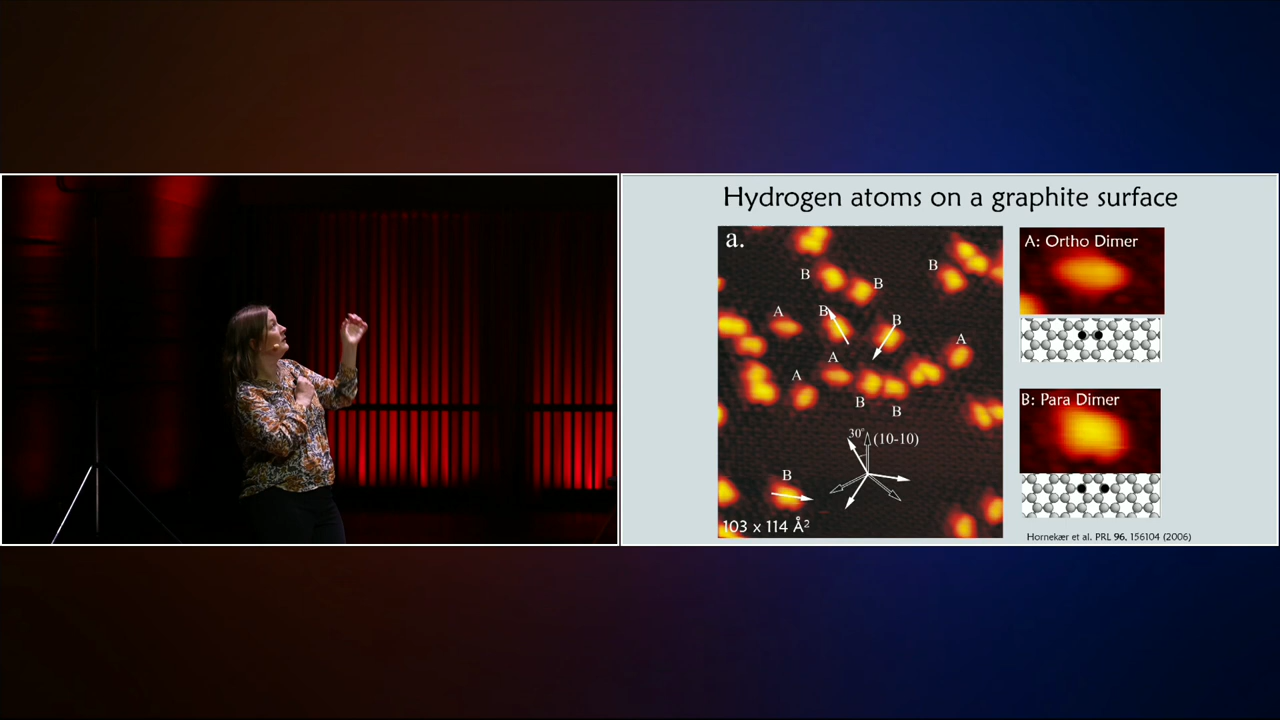 Hydrogen atoms on a graphite surface
a.
B
B
B
A
B
B
A
A
A
B
B
30°
(10-10)
B
103 x 114 Å²
A: Ortho Dimer
B: Para Dimer
Hornekær et al. PRL 96, 156104 (2006)